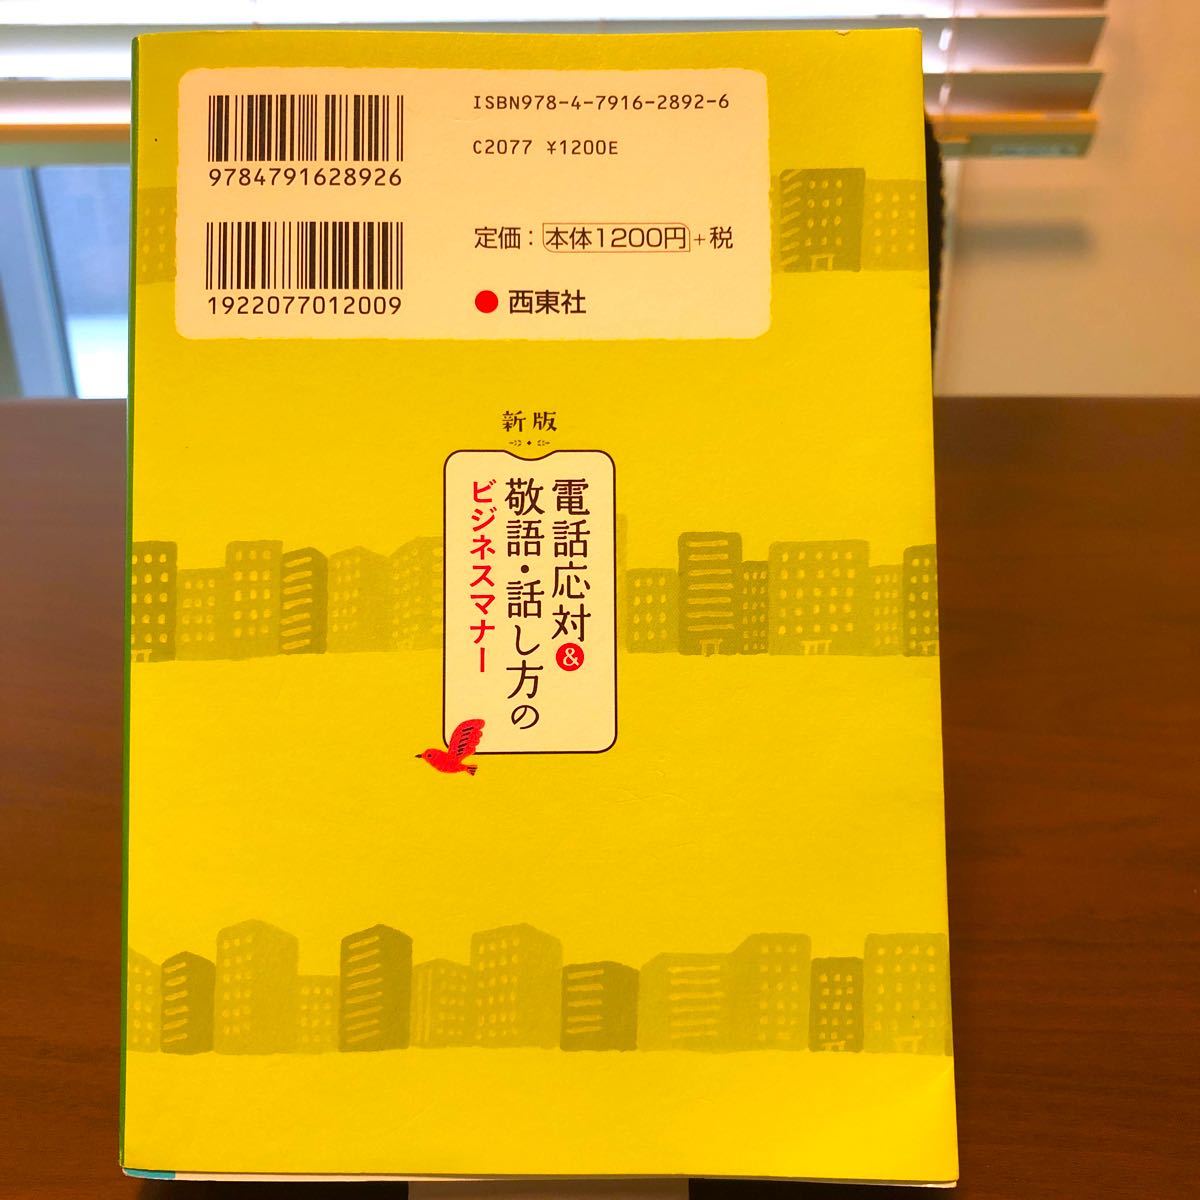 ISBN978-4-7916-2892-6
C2077 ¥1200E
9784791628926
定価：本体1200円+税
1922077012009
西東社
新版
電話応対&
敬語・話し方の
ビジネスマナー